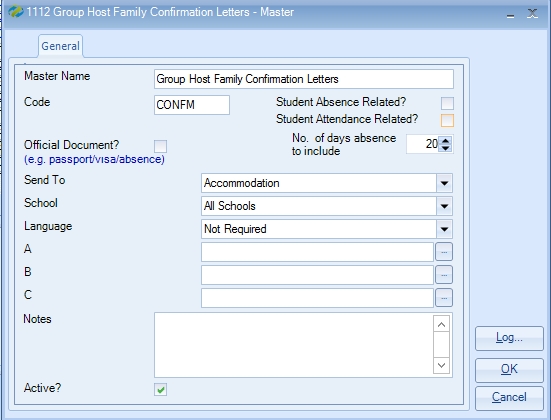 1112 Group Host Family Confirmation Letters - Master
General
Master Name
Group Host Family Confirmation Letters
Code
CONFM
Student Absence Related?
Student Attendance Related?
Official Document?
(e.g. passport/visa/absence)
No. of days absence
to include
20
Send To
Accommodation
School
All Schools
Language
Not Required
A
...
B
...
C
...
Notes
Active?
Log...
OK
Cancel